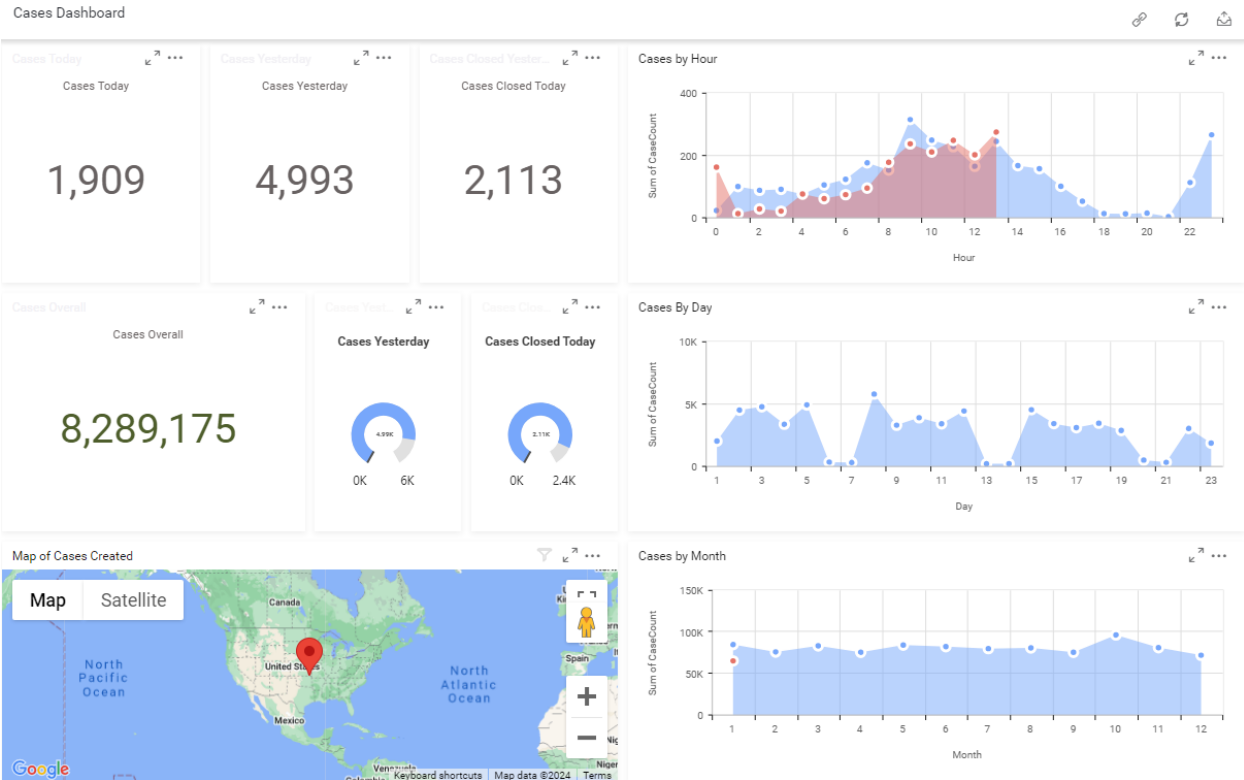 Cases Dashboard
Cases Today
Cases Today
1,909
Cases Yesterday
Cases Yesterday
4,993
Cases Closed Yester...
Cases Closed Today
2,113
Cases by Hour
Sum of CaseCount
400
200
0
0 2 4 6 8 10 12 14 16 18 20 22
Hour
Cases Overall
Cases Overall
8,289,175
Cases Yest...
Cases Yesterday
4.99K
0K 6K
Cases Clos...
Cases Closed Today
2.11K
0K 2.4K
Cases By Day
Sum of CaseCount
10K
5K
0
1 3 5 7 9 11 13 15 17 19 21 23
Day
Map of Cases Created
Map Satellite
Canada
North
Pacific
Ocean
United States
North
Atlantic
Ocean
Spain
Mexico
Google
Keyboard shortcuts
Map data ©2024
Terms
Cases by Month
Sum of CaseCount
150K
100K
50K
0
1 2 3 4 5 6 7 8 9 10 11 12
Month